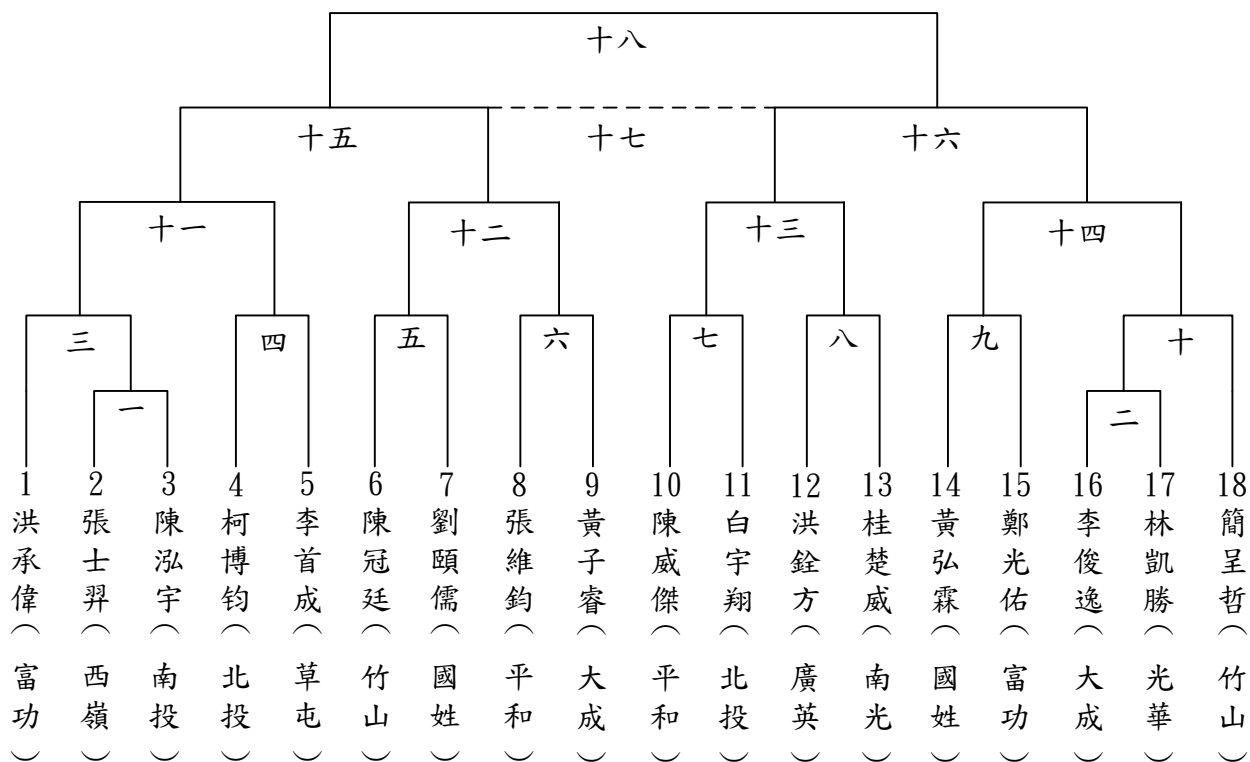 十八
十五 十七 十六
十一 十二 十三 十四
三 四 五 六 七 八 九 十
一 二
1 洪承偉（富功）
2 張士羿（西嶺）
3 陳泓宇（南投）
4 柯博钧（北投）
5 李首成（草屯）
6 陳冠廷（竹山）
7 劉頤儒（國姓）
8 張維鈞（平和）
9 黃子睿（大成）
10 陳威傑（平和）
11 白宇翔（北投）
12 洪銓方（廣英）
13 桂楚威（南光）
14 黃弘霖（國姓）
15 鄭光佑（富功）
16 李俊逸（大成）
17 林凱勝（光華）
18 簡呈哲（竹山）